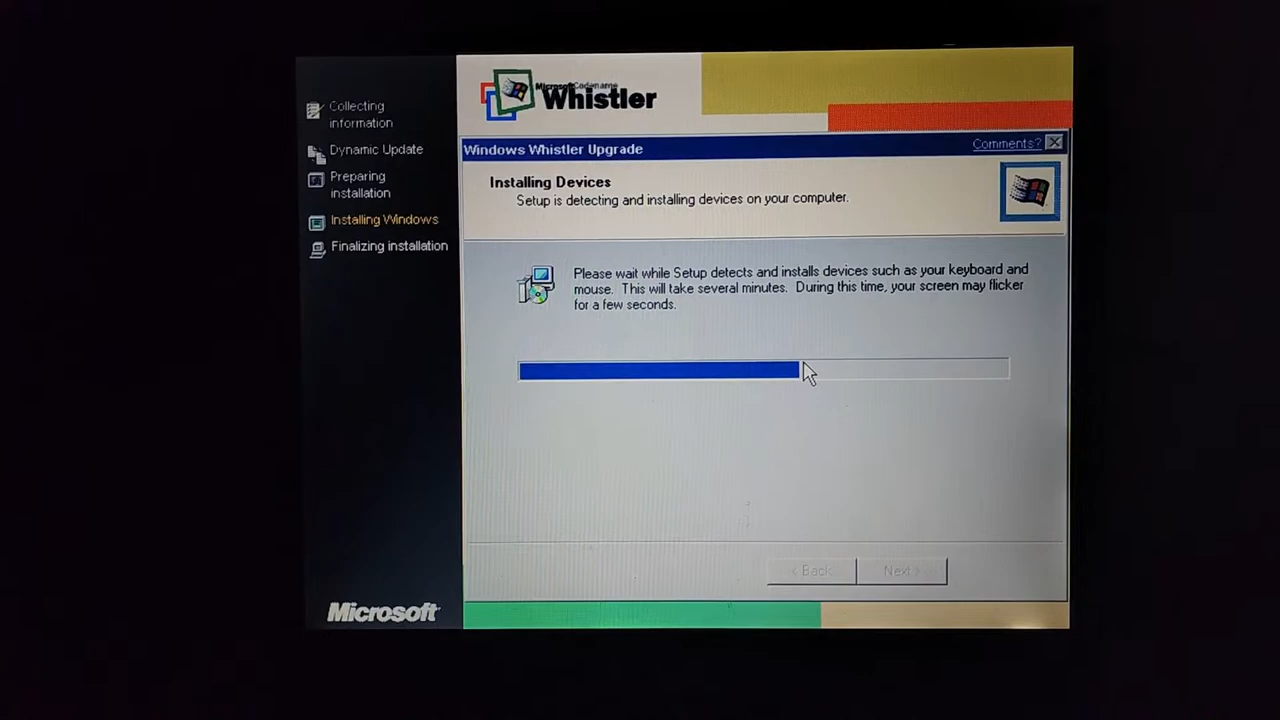 Collecting
information
Dynamic Update
Preparing
installation
Installing Windows
Finalizing installation
Microsoft
Microsoft Codename
Whistler
Windows Whistler Upgrade
Comments?
Installing Devices
Setup is detecting and installing devices on your computer.
Please wait while Setup detects and installs devices such as your keyboard and
mouse. This will take several minutes. During this time, your screen may flicker
for a few seconds.
< Back
Next >